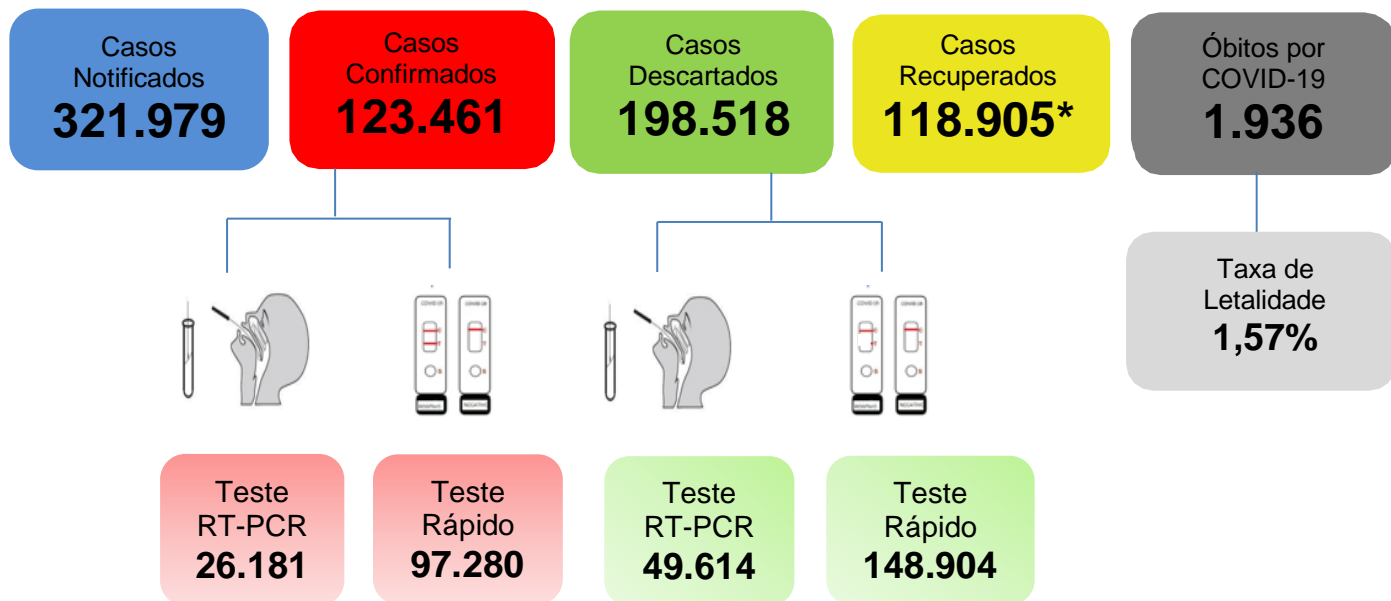 Casos
Notificados
321.979
Casos
Confirmados
123.461
Casos
Descartados
198.518
Casos
Recuperados
118.905*
Óbitos por
COVID-19
1.936
Taxa de
Letalidade
1,57%
COVID-19
C
T
S
C
T
S
Teste
RT-PCR
26.181
Teste
Rápido
97.280
Teste
RT-PCR
49.614
Teste
Rápido
148.904